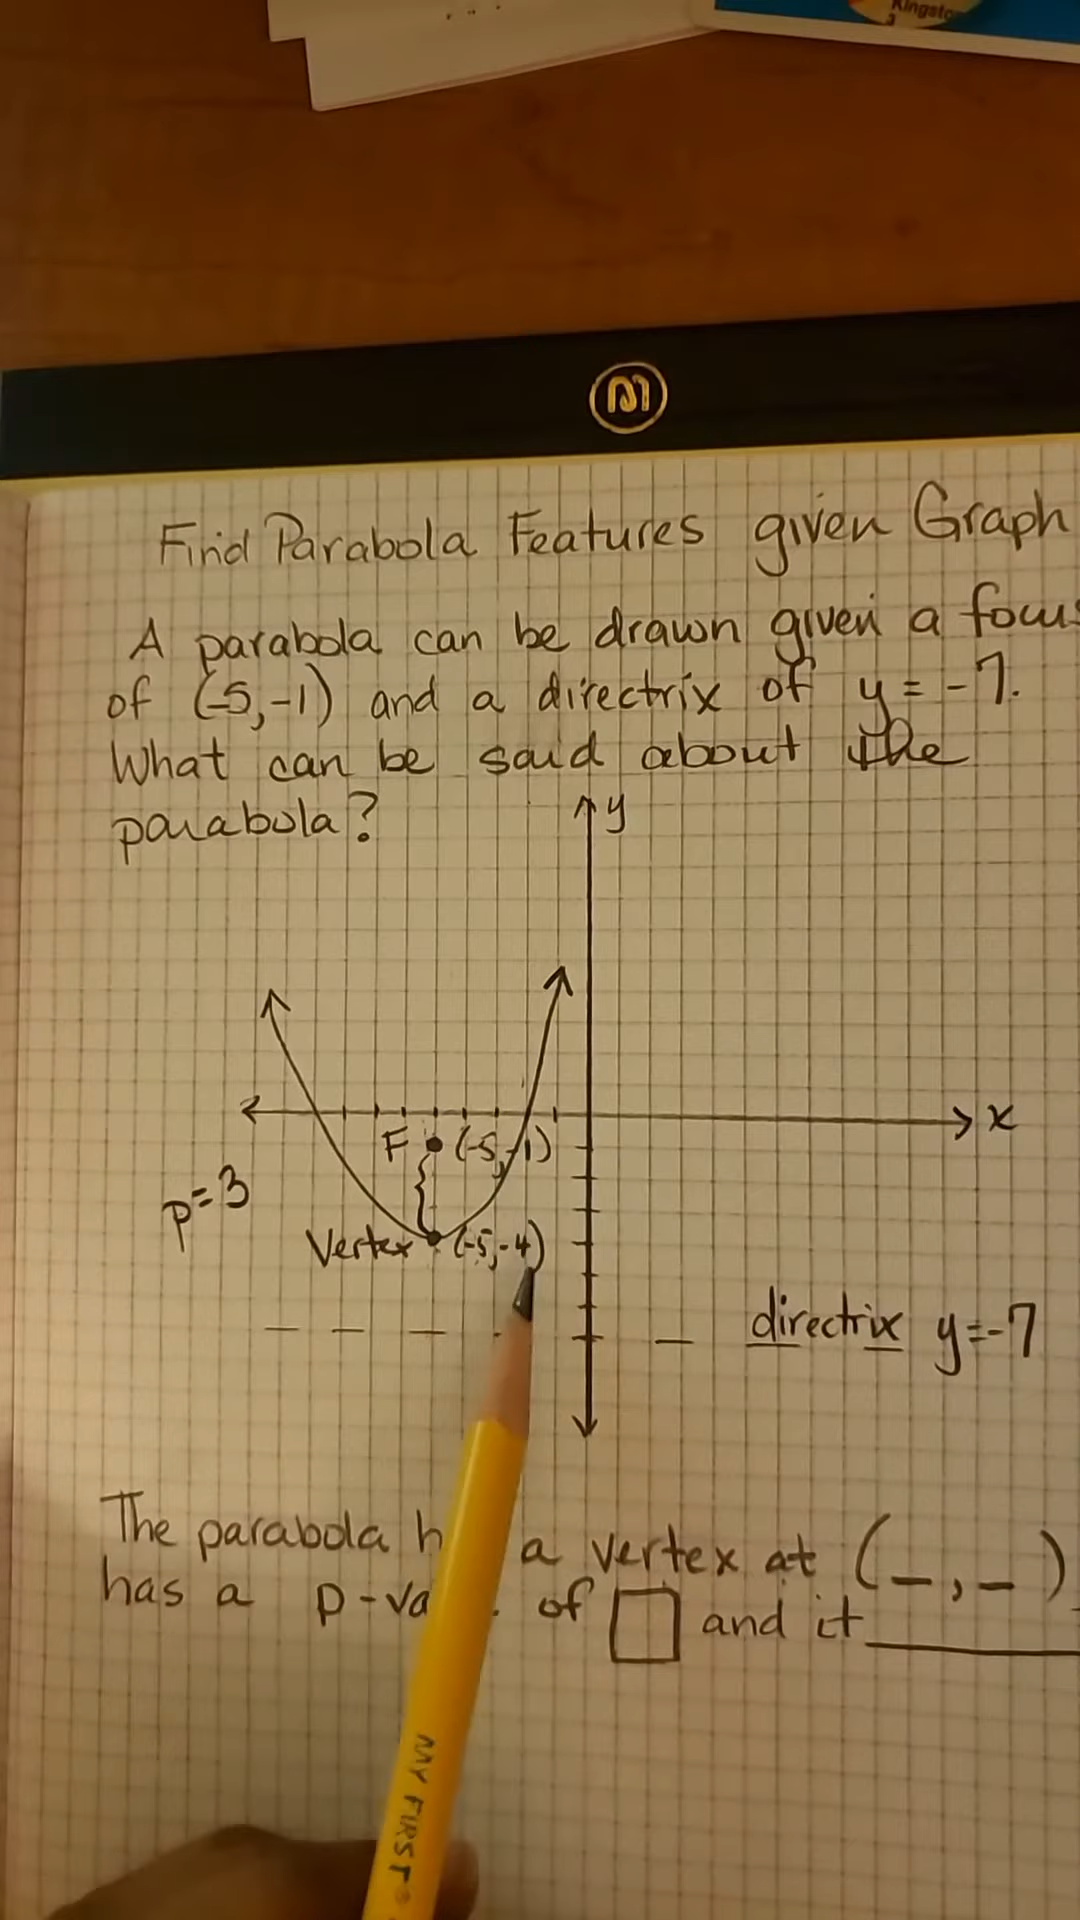 Kingsto
3
Find Parabola Features given Graph
A parabola can be drawn given a focus
of (-5,-1) and a directrix of y = -7.
What can be said about the
parabola?
y
x
F (-5,-1)
p=3
Vertex (-5,-4)
directrix y=-7
The parabola h a vertex at (_,_)
has a p-va of and it
MY FIRST®